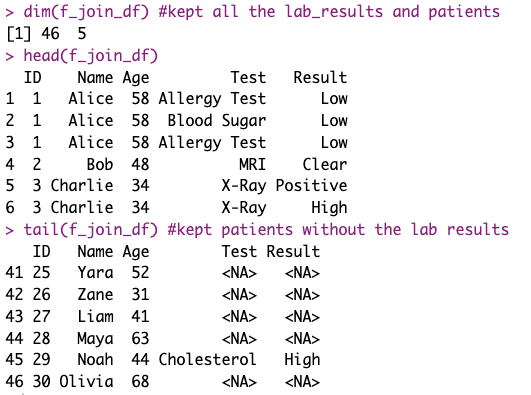 > dim(f_join_df) #kept all the lab_results and patients
[1] 46  5
> head(f_join_df)
  ID    Name Age         Test   Result
1  1   Alice  58 Allergy Test      Low
2  1   Alice  58  Blood Sugar      Low
3  1   Alice  58 Allergy Test      Low
4  2     Bob  48          MRI    Clear
5  3 Charlie  34        X-Ray Positive
6  3 Charlie  34        X-Ray     High
> tail(f_join_df) #kept patients without the lab results
   ID   Name Age        Test Result
41 25   Yara  52        <NA>   <NA>
42 26   Zane  31        <NA>   <NA>
43 27   Liam  41        <NA>   <NA>
44 28   Maya  63        <NA>   <NA>
45 29   Noah  44 Cholesterol   High
46 30 Olivia  68        <NA>   <NA>